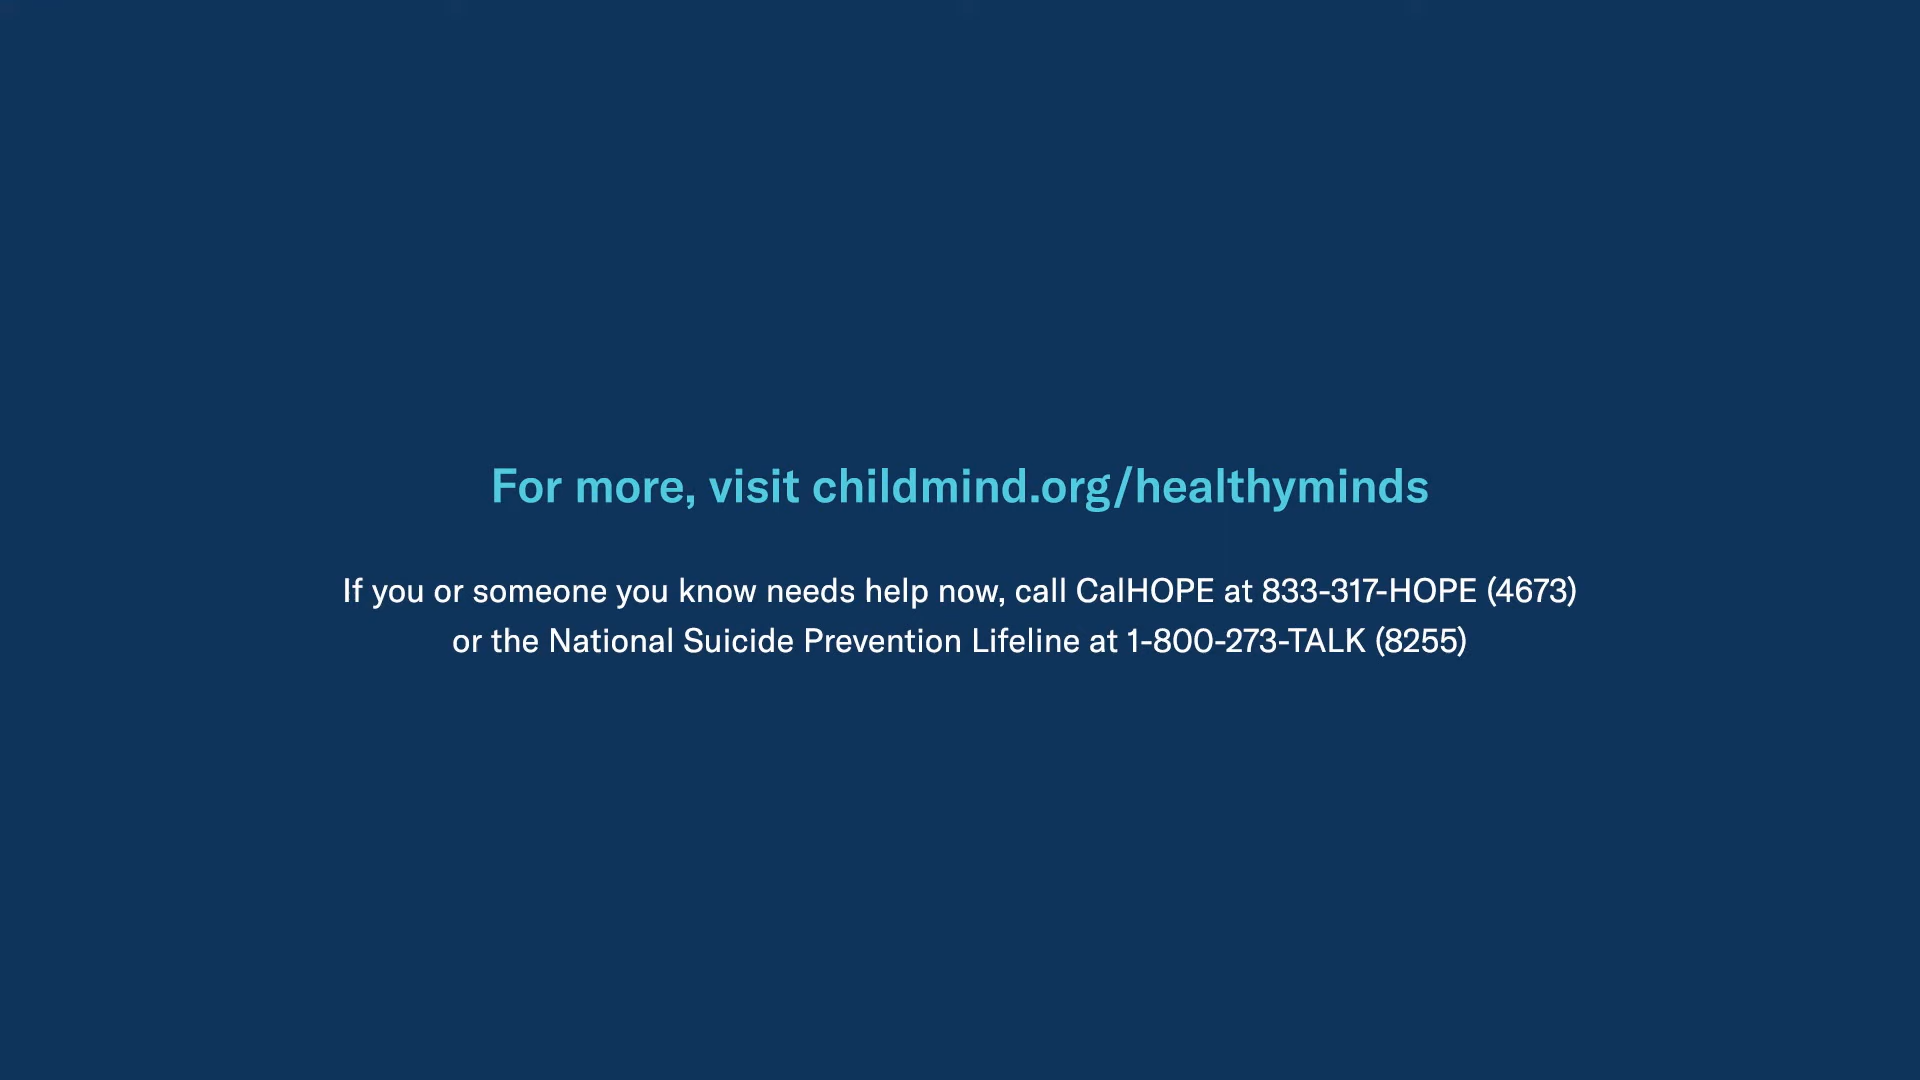 For more, visit childmind.org/healthyminds
If you or someone you know needs help now, call CalHOPE at 833-317-HOPE (4673)
or the National Suicide Prevention Lifeline at 1-800-273-TALK (8255)